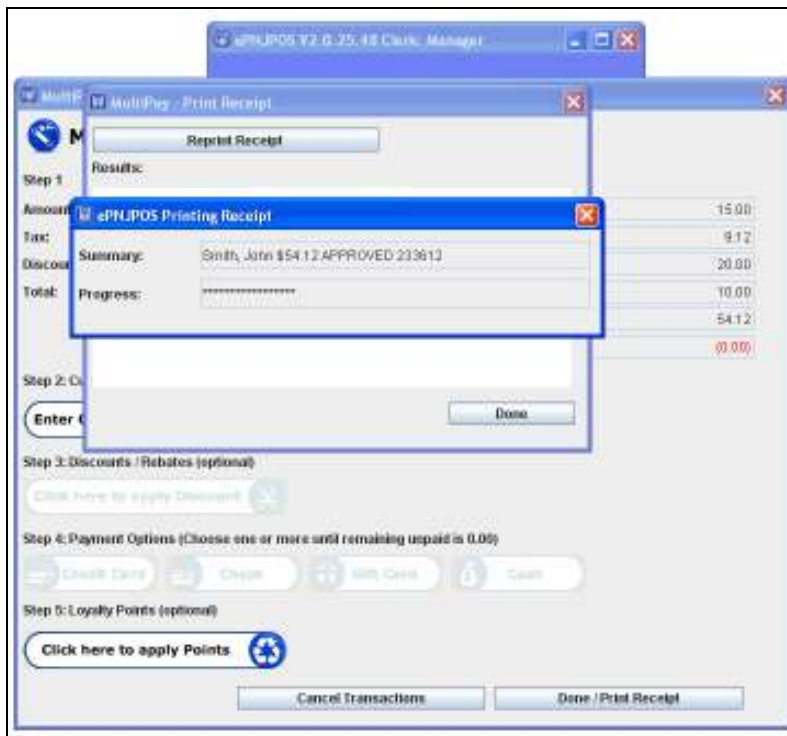 ePNJPOS V2.0.25.48 Clerk: Manager
MultiPay - Print Receipt
M
Reprint Receipt
Results:
Step 1
Amount
15.00
ePNJPOS Printing Receipt
Tax:
9.12
Summary:
Smith, John $54.12 APPROVED 233612
Discou
20.00
Total:
10.00
Progress:
*****************
54.12
(0.00)
Step 2: Cu
Done
Enter C
Step 3: Discounts / Rebates (optional)
Click here to apply Discount
Step 4: Payment Options (Choose one or more until remaining unpaid is 0.00)
Credit Card Check Gift Card Cash
Step 5: Loyalty Points (optional)
Click here to apply Points
Cancel Transactions Done / Print Receipt